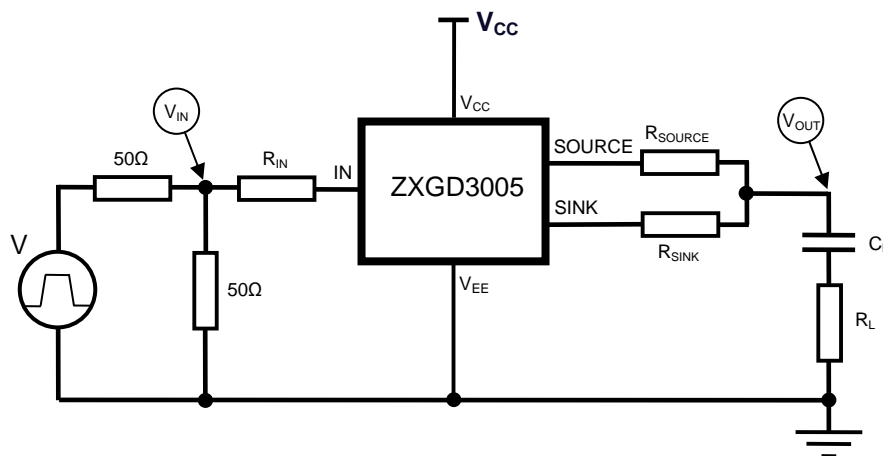 VCC
VCC
VIN
50Ω
RIN
IN
ZXGD3005
SOURCE
RSOURCE
VOUT
SINK
RSINK
V
50Ω
VEE
C
RL